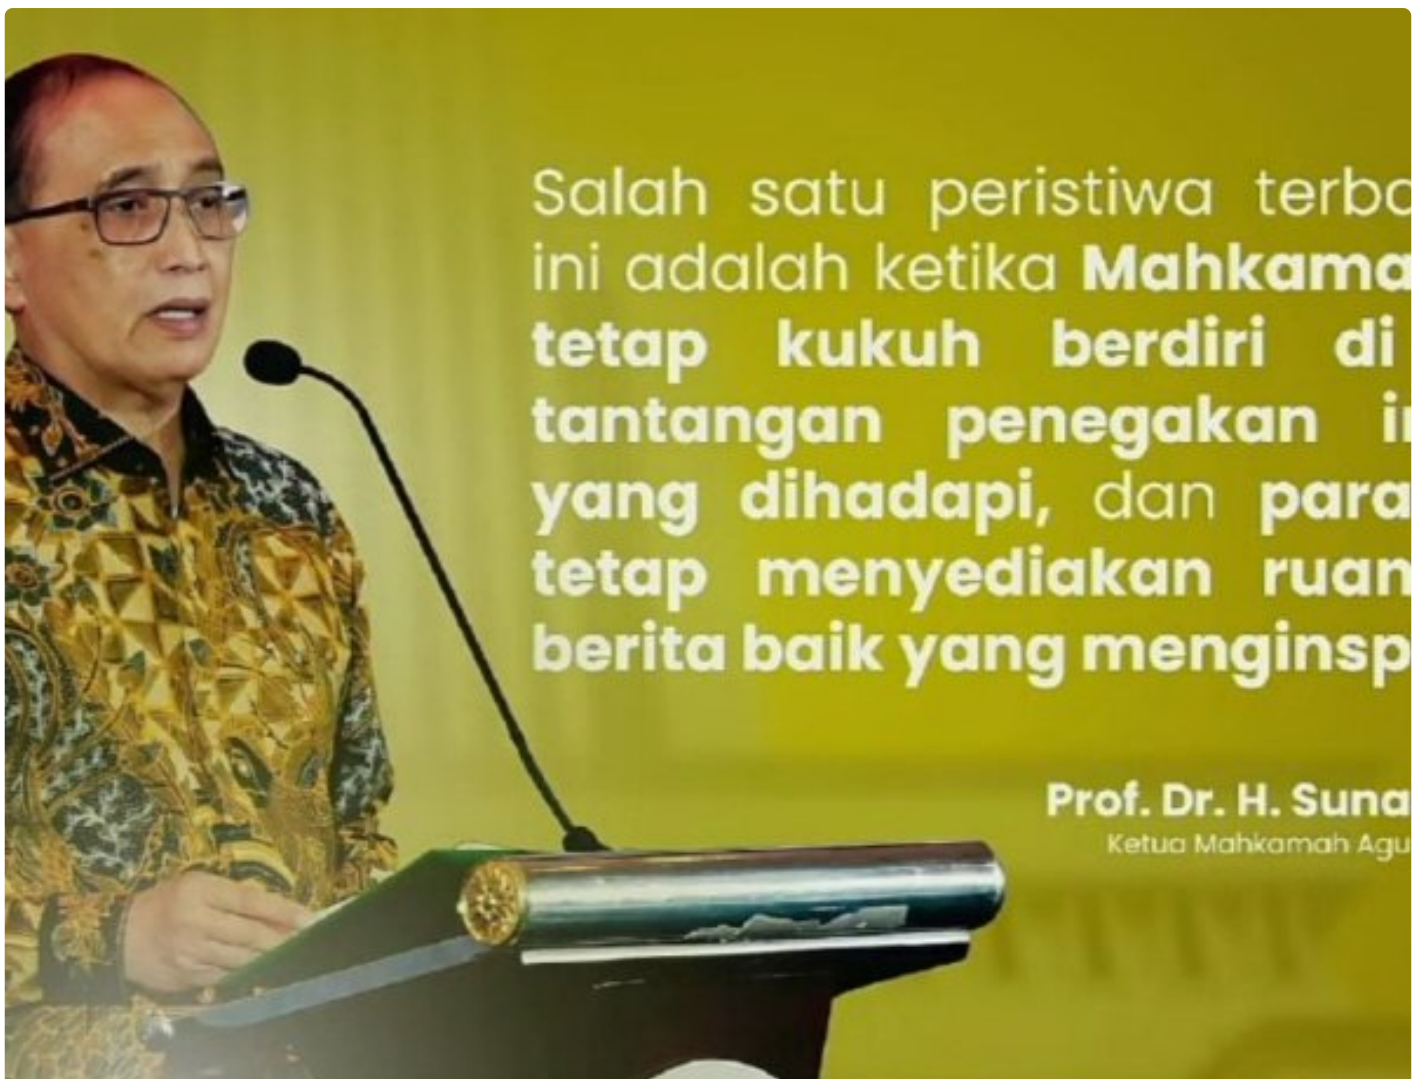 Salah satu peristiwa terba
ini adalah ketika Mahkama
tetap kukuh berdiri di
tantangan penegakan in
yang dihadapi, dan para
tetap menyediakan ruan
berita baik yang menginsp
Prof. Dr. H. Suna
Ketua Mahkamah Agu